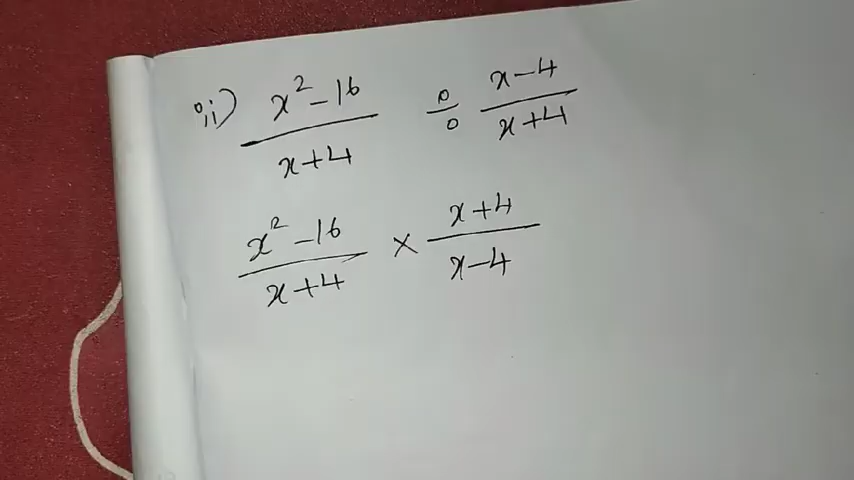 ii) x² - 16 / x + 4 ÷ x - 4 / x + 4
x² - 16 / x + 4 × x + 4 / x - 4